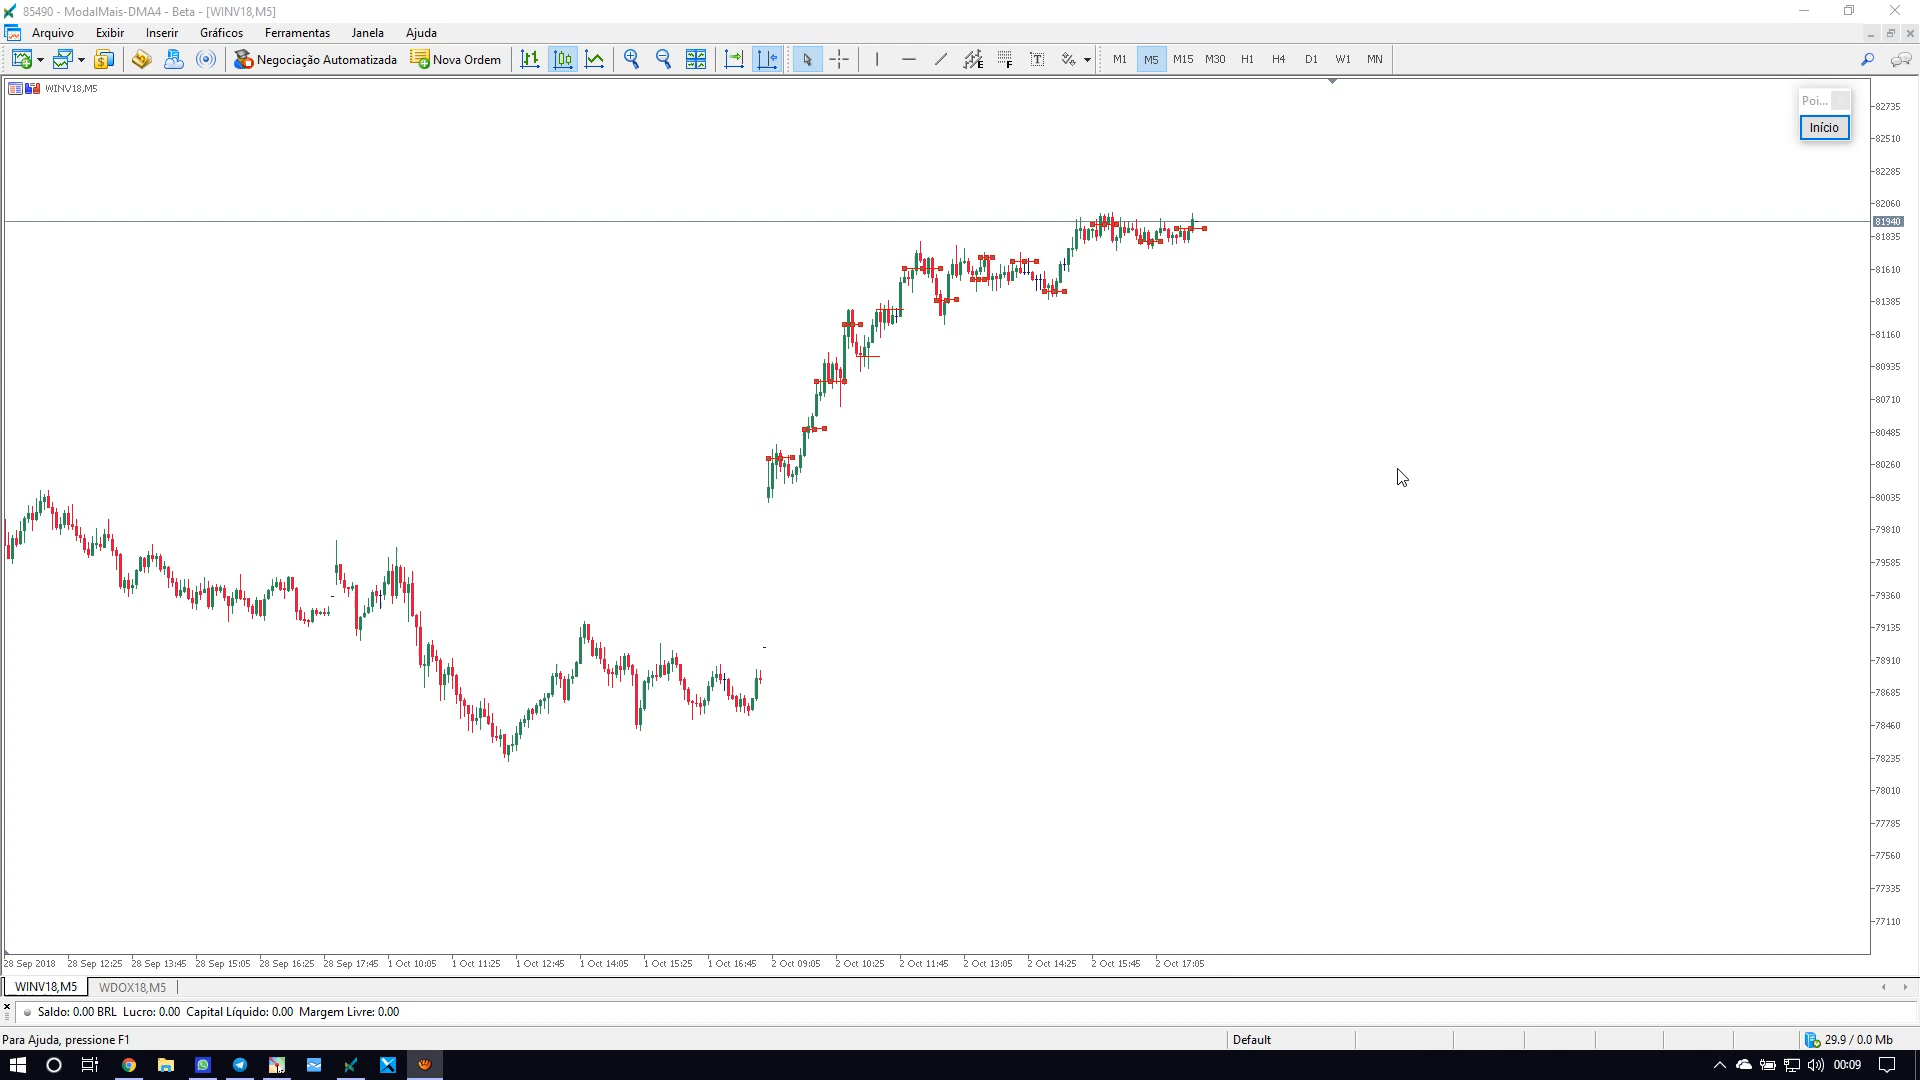 85490 - ModalMais-DMA4 - Beta - [WINV18,M5]
Arquivo Exibir Inserir Gráficos Ferramentas Janela Ajuda
Negociação Automatizada Nova Ordem M1 M5 M15 M30 H1 H4 D1 W1 MN
WINV18,M5
Poi...
Início
82735
82510
82285
82060
81940
81835
81610
81385
81160
80935
80710
80485
80260
80035
79810
79585
79360
79135
78910
78685
78460
78235
78010
77785
77560
77335
77110
28 Sep 2018 28 Sep 12:25 28 Sep 13:45 28 Sep 15:05 28 Sep 16:25 28 Sep 17:45 1 Oct 10:05 1 Oct 11:25 1 Oct 12:45 1 Oct 14:05 1 Oct 15:25 1 Oct 16:45 2 Oct 09:05 2 Oct 10:25 2 Oct 11:45 2 Oct 13:05 2 Oct 14:25 2 Oct 15:45 2 Oct 17:05
WINV18,M5 WDOX18,M5
Saldo: 0.00 BRL Lucro: 0.00 Capital Líquido: 0.00 Margem Livre: 0.00
Para Ajuda, pressione F1 Default 29.9 / 0.0 Mb
00:09